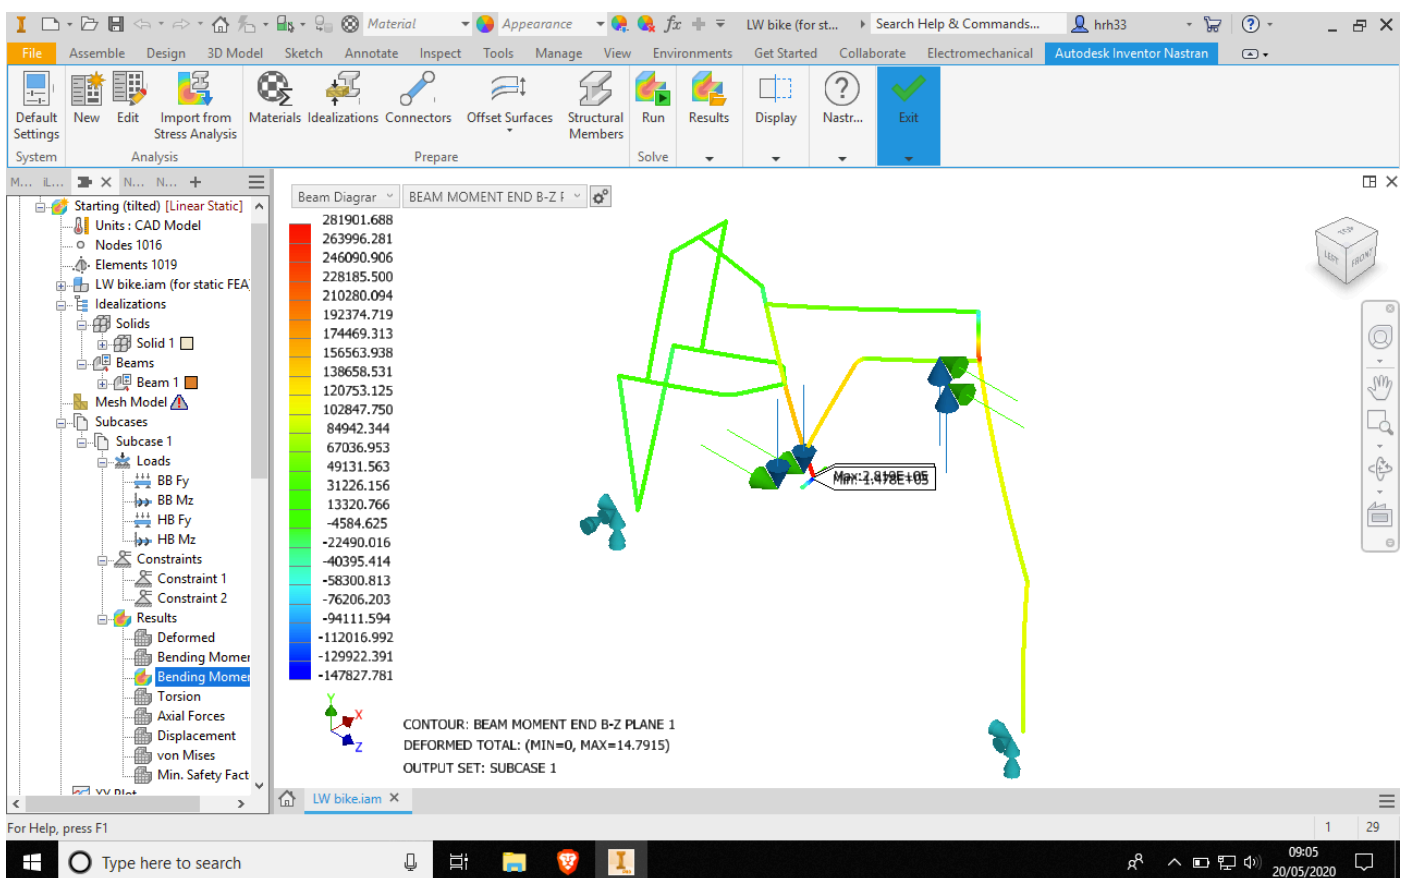 Material
Appearance
fx
LW bike (for st...
Search Help & Commands...
hrh33
File
Assemble
Design
3D Model
Sketch
Annotate
Inspect
Tools
Manage
View
Environments
Get Started
Collaborate
Electromechanical
Autodesk Inventor Nastran
Default Settings
New
Edit
Import from Stress Analysis
Materials
Idealizations
Connectors
Offset Surfaces
Structural Members
Run
Results
Display
Nastr...
Exit
System
Analysis
Prepare
Solve
M...
iL...
N...
N...
Starting (tilted) [Linear Static]
Units : CAD Model
Nodes 1016
Elements 1019
LW bike.iam (for static FEA
Idealizations
Solids
Solid 1
Beams
Beam 1
Mesh Model
Subcases
Subcase 1
Loads
BB Fy
BB Mz
HB Fy
HB Mz
Constraints
Constraint 1
Constraint 2
Results
Deformed
Bending Momen
Bending Momen
Torsion
Axial Forces
Displacement
von Mises
Min. Safety Fact
XY Plot
Beam Diagrar
BEAM MOMENT END B-Z F
281901.688
263996.281
246090.906
228185.500
210280.094
192374.719
174469.313
156563.938
138658.531
120753.125
102847.750
84942.344
67036.953
49131.563
31226.156
13320.766
-4584.625
-22490.016
-40395.414
-58300.813
-76206.203
-94111.594
-112016.992
-129922.391
-147827.781
TOP
LEFT
FRONT
Y
X
Z
CONTOUR: BEAM MOMENT END B-Z PLANE 1
DEFORMED TOTAL: (MIN=0, MAX=14.7915)
OUTPUT SET: SUBCASE 1
LW bike.iam
For Help, press F1
1
29
Type here to search
09:05
20/05/2020